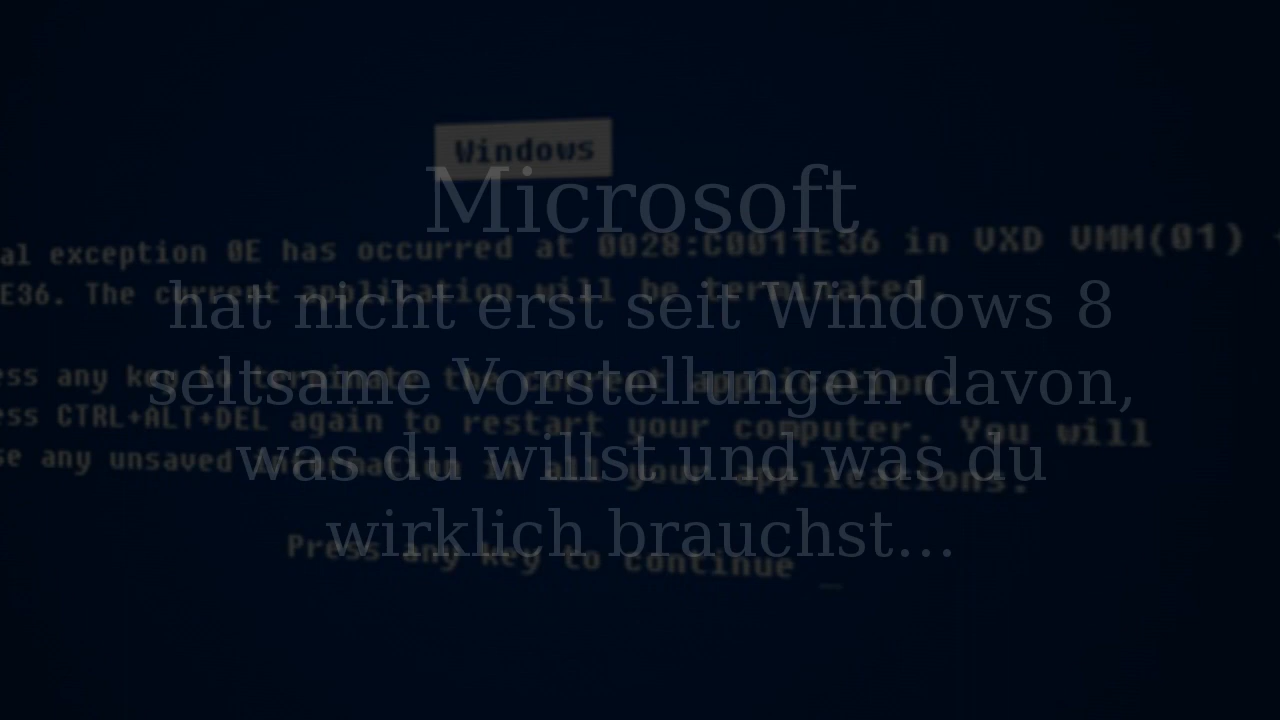 Windows
Microsoft
al exception 0E has occurred at 0028:C0011E36 in VXD VMM(01)
E36. The current application will be terminated.
hat nicht erst seit Windows 8
ess any key to terminate the current application.
seltsame Vorstellungen davon,
ess CTRL+ALT+DEL again to restart your computer. You will
se any unsaved information in all your applications.
was du willst und was du
wirklich brauchst...
Press any key to continue _